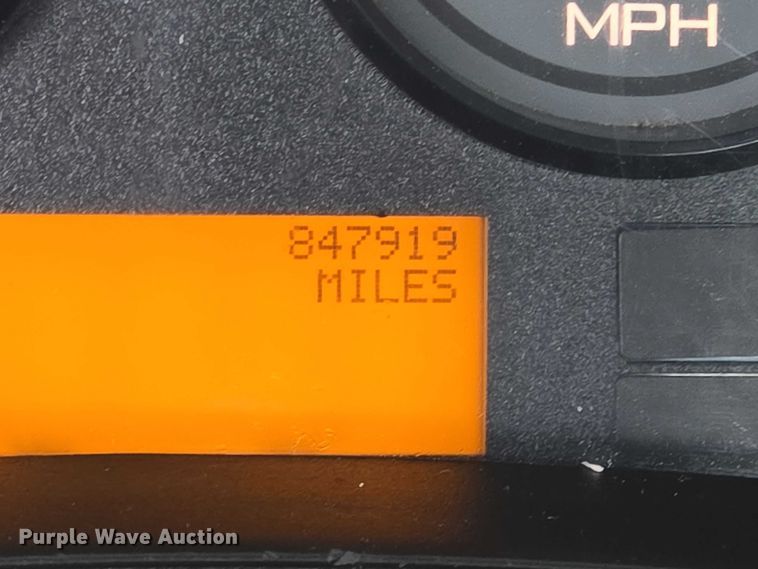 MPH
847919
MILES
Purple Wave Auction